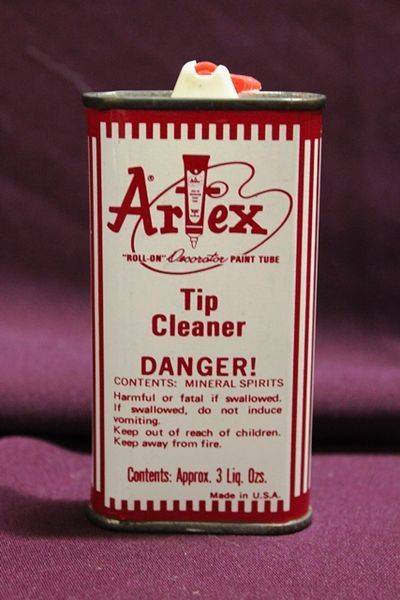 Artex®
"ROLL-ON" Decorator PAINT TUBE
Tip
Cleaner
DANGER!
CONTENTS: MINERAL SPIRITS
Harmful or fatal if swallowed.
If swallowed, do not induce
vomiting.
Keep out of reach of children.
Keep away from fire.
Contents: Approx. 3 Liq. Ozs.
Made in U.S.A.